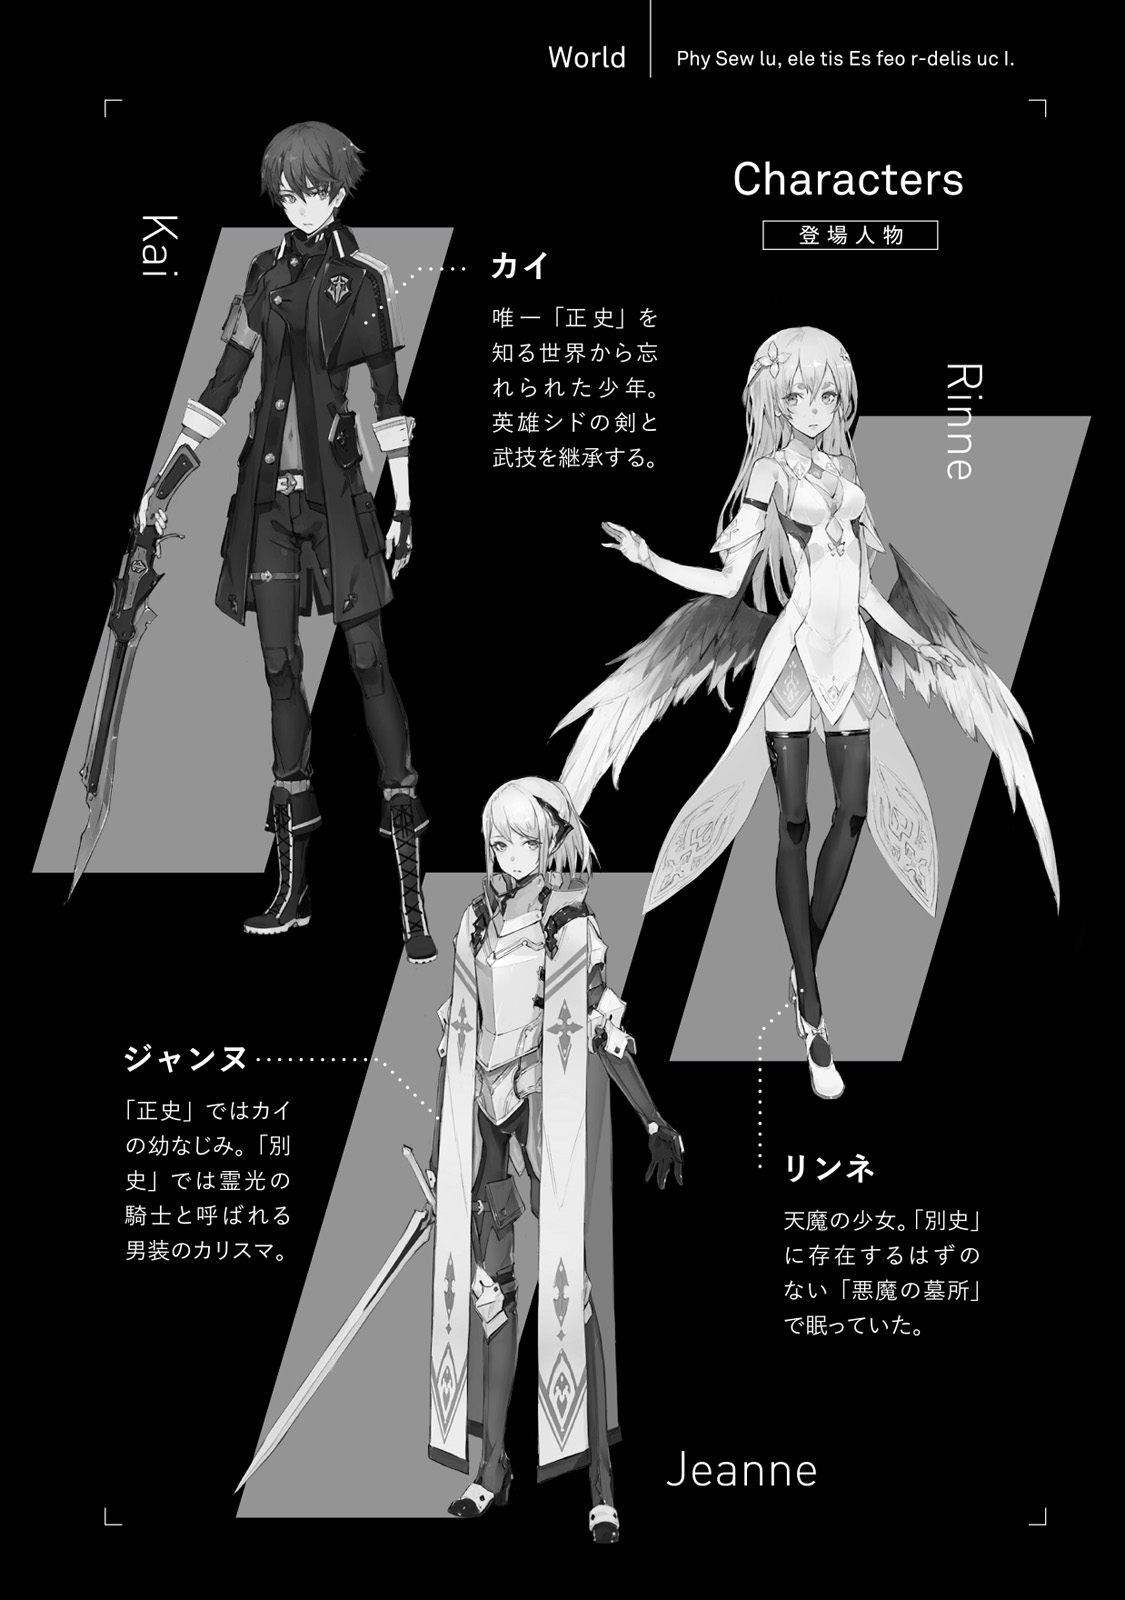 World
Phy Sew lu, ele tis Es feo r-delis uc I.
Characters
登場人物
Kai
カイ
唯一「正史」を
知る世界から忘
れられた少年。
英雄シドの剣と
武技を継承する。
Rinne
リンネ
天魔の少女。「別史」
に存在するはずの
ない「悪魔の墓所」
で眠っていた。
ジャンヌ
「正史」ではカイ
の幼なじみ。「別
史」では霊光の
騎士と呼ばれる
男装のカリスマ。
Jeanne